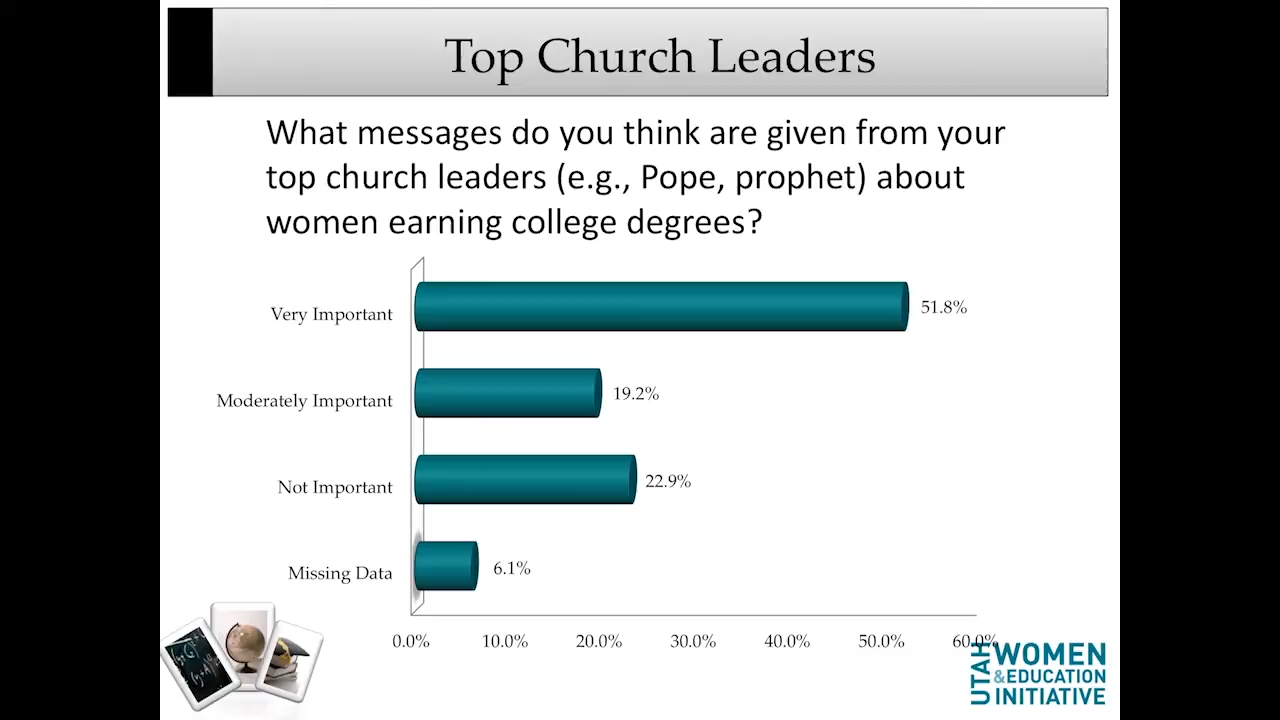 Top Church Leaders
What messages do you think are given from your
top church leaders (e.g., Pope, prophet) about
women earning college degrees?
Very Important
51.8%
Moderately Important
19.2%
Not Important
22.9%
Missing Data
6.1%
0.0% 10.0% 20.0% 30.0% 40.0% 50.0% 60.0%
UTAH
WOMEN
&EDUCATION
INITIATIVE